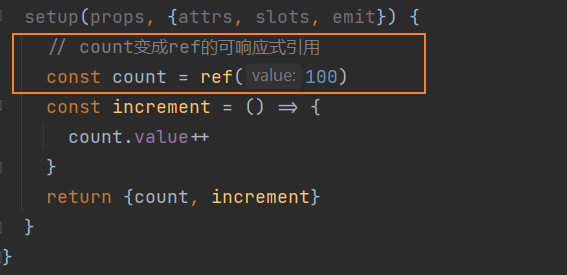 setup(props, {attrs, slots, emit}) {
// count变成ref的可响应式引用
const count = ref( value: 100)
const increment = () => {
count.value++
}
return {count, increment}
}
}